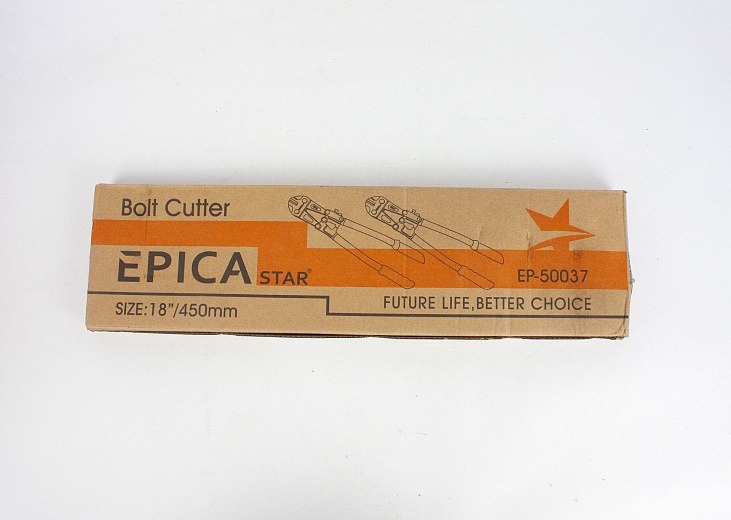 Bolt Cutter
EPICA STAR®
EP-50037
SIZE:18"/450mm
FUTURE LIFE,BETTER CHOICE